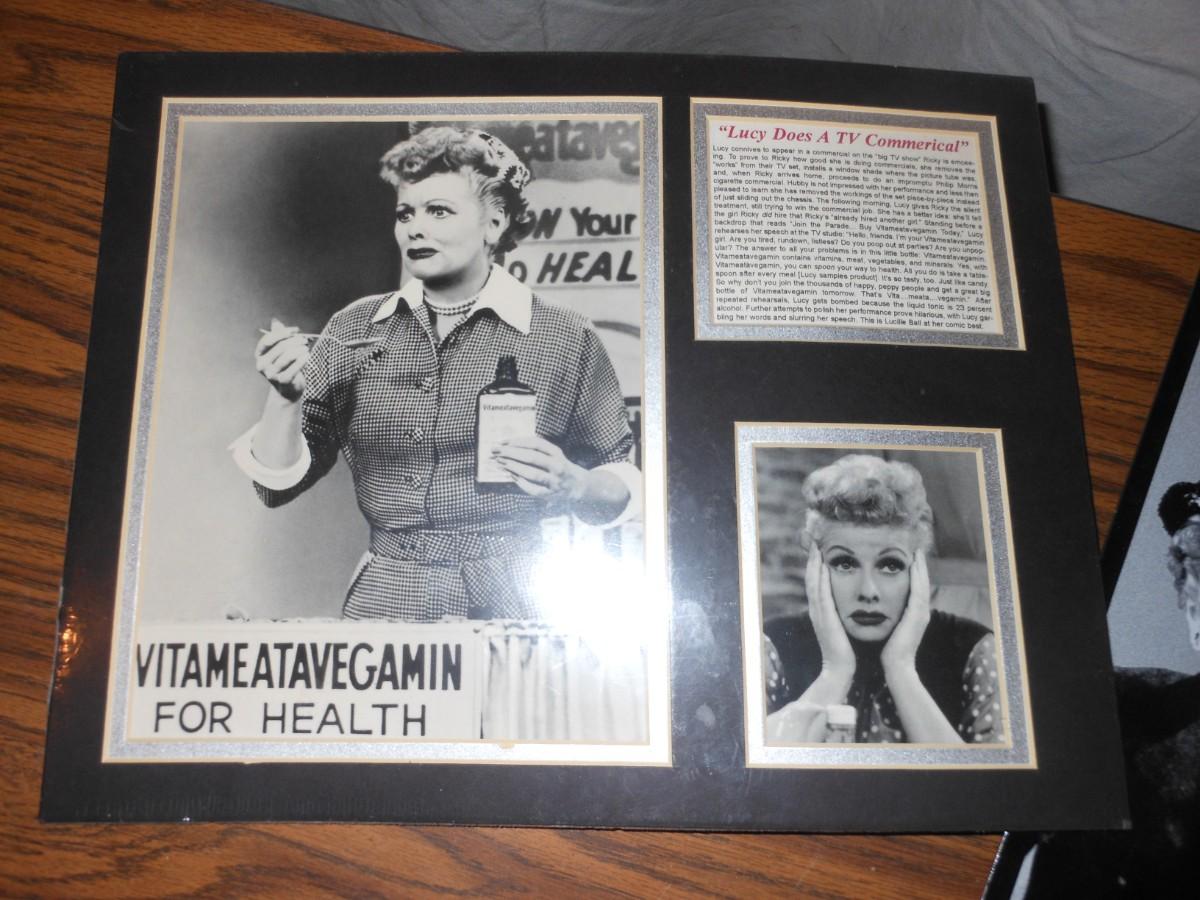 eataveg
ON Your
To HEAL
Vitameatavegamin
VITAMEATAVEGAMIN
FOR HEALTH
“Lucy Does A TV Commerical”
Lucy connives to appear in a commercial on the "big TV show" Ricky is emcee-
ing. To prove to Ricky how good she is doing commercials, she removes the
"works" from their TV set, installs a window shade where the picture tube was,
and, when Ricky arrives home, proceeds to do an impromptu Philip Morris
cigarette commercial. Hubby is not impressed with her performance and less then
pleased to learn she has removed the workings of the set piece-by-piece instead
of just sliding out the chassis. The following morning, Lucy gives Ricky the silent
treatment, still trying to win the commercial job. She has a better idea: she'll tell
the girl Ricky did hire that Ricky's "already hired another girl." Standing before a
backdrop that reads "Join the Parade... Buy Vitameatavegamin Today," Lucy
rehearses her speech at the TV studio: "Hello, friends. I'm your Vitameatavegamin
girl. Are you tired, rundown, listless? Do you poop out at parties? Are you unpop-
ular? The answer to all your problems is in this little bottle: Vitameatavegamin.
Vitameatavegamin contains vitamins, meat, vegetables, and minerals. Yes, with
Vitameatavegamin, you can spoon your way to health. All you do is take a table-
spoon after every meal [Lucy samples product]. It's so tasty, too. Just like candy.
So why don't you join the thousands of happy, peppy people and get a great big
bottle of Vitameatavegamin tomorrow. That's Vita...meata...vegamin." After
repeated rehearsals, Lucy gets bombed because the liquid tonic is 23 percent
alcohol. Further attempts to polish her performance prove hilarious, with Lucy gar-
bling her words and slurring her speech. This is Lucille Ball at her comic best.